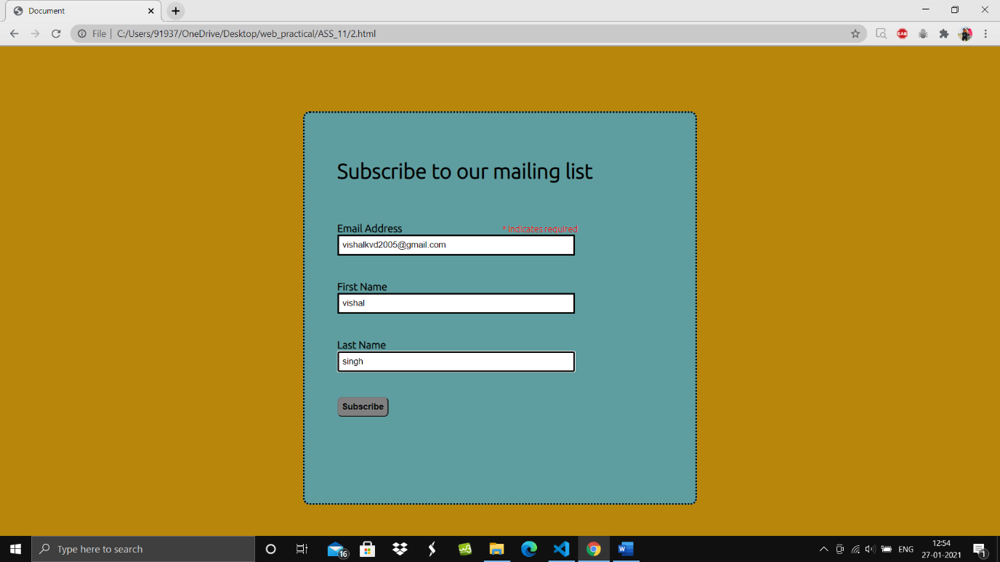 Document
File | C:/Users/91937/OneDrive/Desktop/web_practical/ASS_11/2.html
EAB
Subscribe to our mailing list
Email Address * Indicates required
vishalkvd2005@gmail.com
First Name
vishal
Last Name
singh
Subscribe
Type here to search
16
ENG
12:54
27-01-2021
1